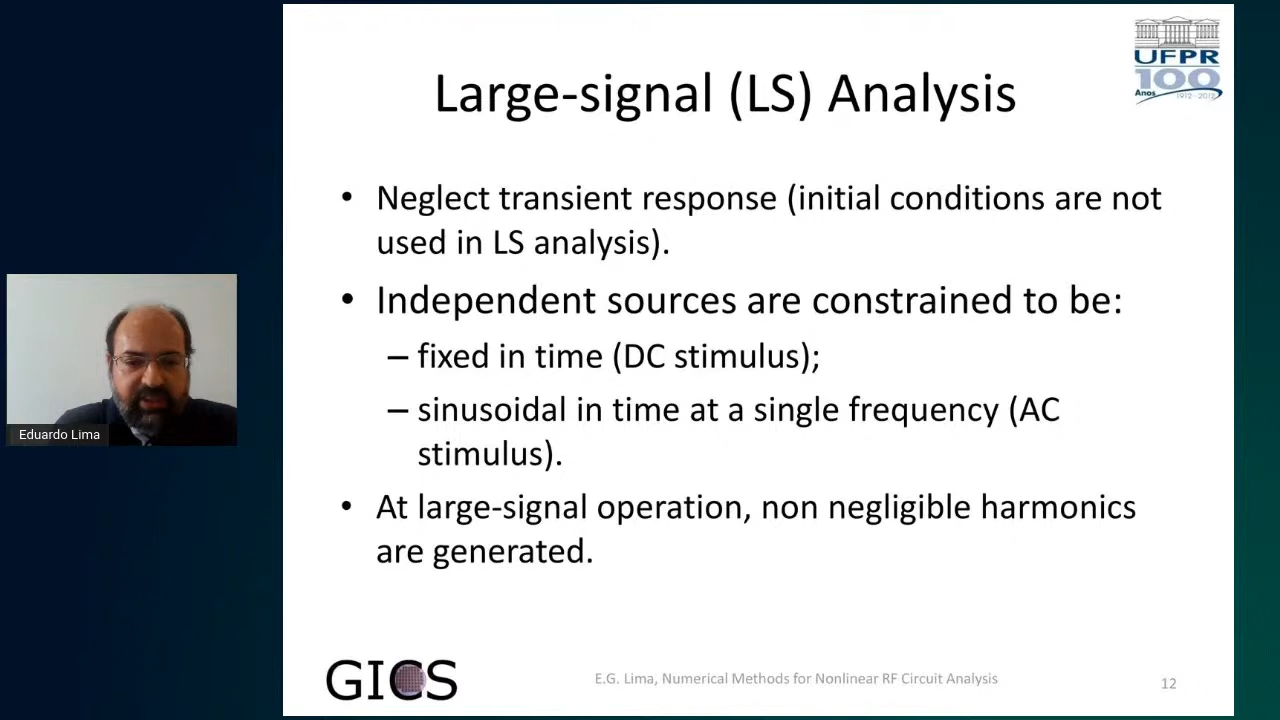 UFPR
100
Anos 1912 - 2012
Large-signal (LS) Analysis
• Neglect transient response (initial conditions are not
used in LS analysis).
• Independent sources are constrained to be:
– fixed in time (DC stimulus);
– sinusoidal in time at a single frequency (AC
stimulus).
• At large-signal operation, non negligible harmonics
are generated.
Eduardo Lima
GICS
E.G. Lima, Numerical Methods for Nonlinear RF Circuit Analysis
12